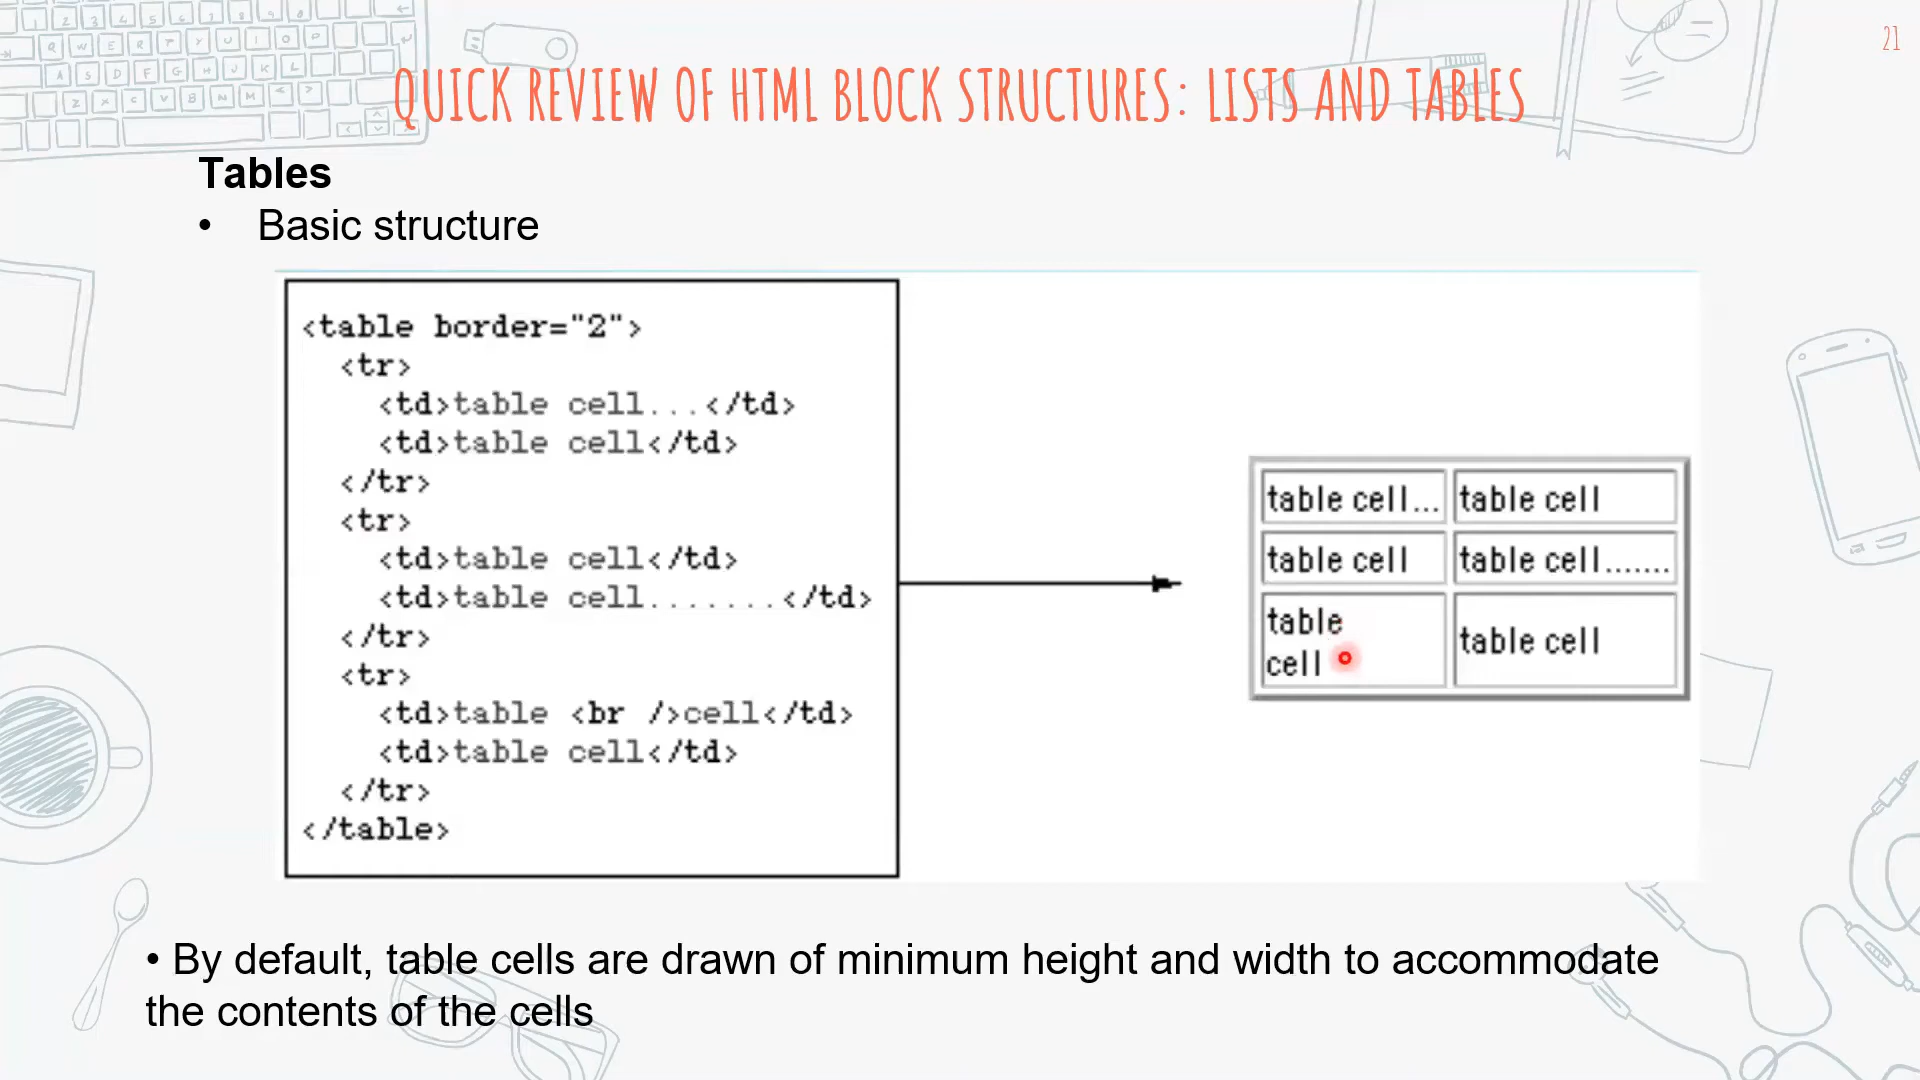 21
QUICK REVIEW OF HTML BLOCK STRUCTURES: LISTS AND TABLES
Tables
• Basic structure
<table border="2">
<tr>
<td>table cell...</td>
<td>table cell</td>
</tr>
<tr>
<td>table cell</td>
<td>table cell.......</td>
</tr>
<tr>
<td>table <br />cell</td>
<td>table cell</td>
</tr>
</table>
table cell... table cell
table cell table cell.......
table
cell
table cell
• By default, table cells are drawn of minimum height and width to accommodate
the contents of the cells